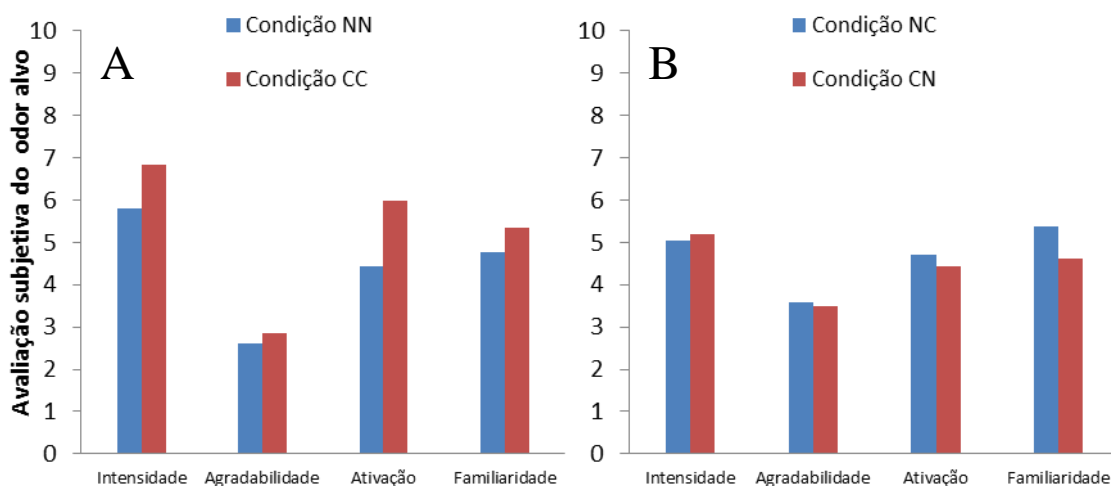 Avaliação subjetiva do odor alvo
A
Condição NN
Condição CC
10
9
8
7
6
5
4
3
2
1
0
Intensidade Agradabilidade Ativação Familiaridade
B
Condição NC
Condição CN
10
9
8
7
6
5
4
3
2
1
0
Intensidade Agradabilidade Ativação Familiaridade